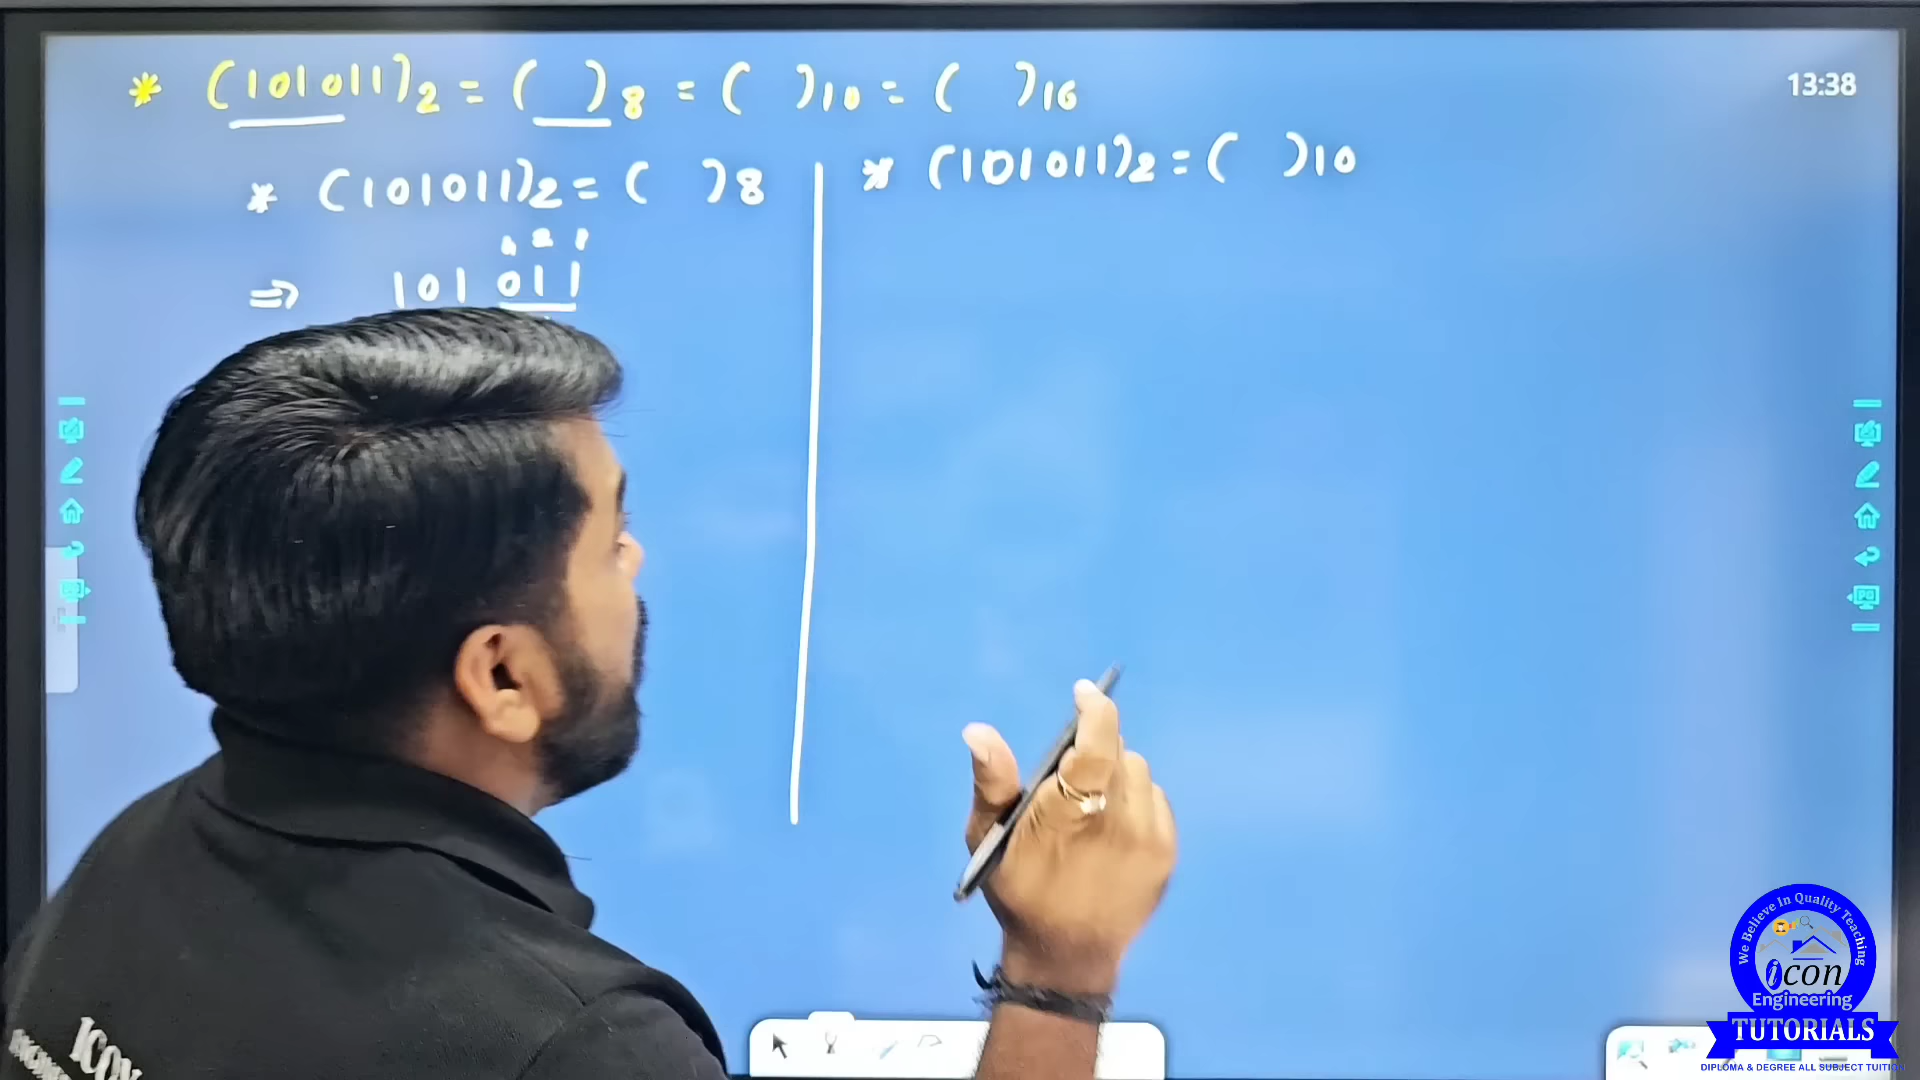 * (101011)2 = ( )8 = ( )10 = ( )16
13:38
* (101011)2 = ( )8
* (101011)2 = ( )10
4 2 1
⇒ 101 011
We Believe In Quality Teaching
icon
Engineering
TUTORIALS
DIPLOMA & DEGREE ALL SUBJECT TUITION
ICON